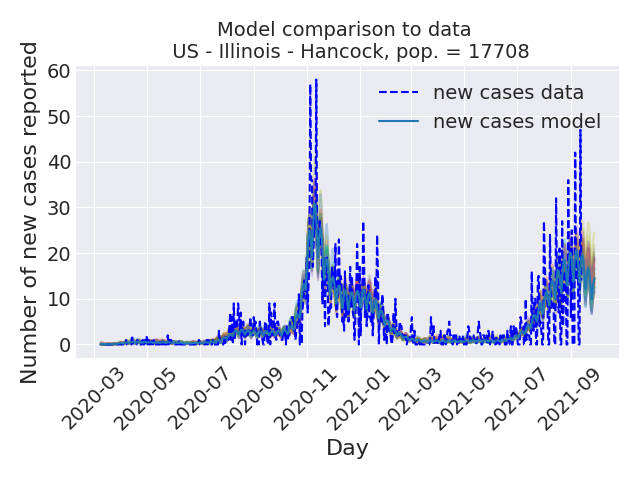 Model comparison to data
US - Illinois - Hancock, pop. = 17708
Number of new cases reported
60
50
40
30
20
10
0
new cases data
new cases model
2020-03
2020-05
2020-07
2020-09
2020-11
2021-01
2021-03
2021-05
2021-07
2021-09
Day